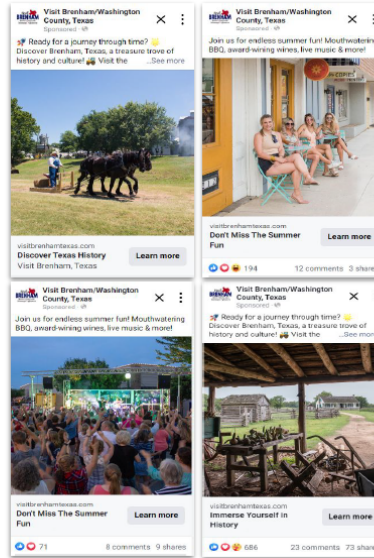 Visit Brenham/Washington
County, Texas
Sponsored
🚀 Ready for a journey through time? 🌟
Discover Brenham, Texas, a treasure trove of
history and culture! 🚜 Visit the ...See more
visitbrenhamtexas.com
Discover Texas History
Visit Brenham, Texas
Learn more
Visit Brenham/Washington
County, Texas
Sponsored
Join us for endless summer fun! Mouthwatering
BBQ, award-wining wines, live music & more!
visitbrenhamtexas.com
Don't Miss The Summer
Fun
Learn more
194
12 comments 3 share
Visit Brenham/Washington
County, Texas
Sponsored
Join us for endless summer fun! Mouthwatering
BBQ, award-wining wines, live music & more!
visitbrenhamtexas.com
Don't Miss The Summer
Fun
Learn more
71
8 comments 9 shares
Visit Brenham/Washington
County, Texas
Sponsored
🚀 Ready for a journey through time? 🌟
Discover Brenham, Texas, a treasure trove of
history and culture! 🚜 Visit the ...See more
visitbrenhamtexas.com
Immerse Yourself in
History
Learn more
686
23 comments 73 share